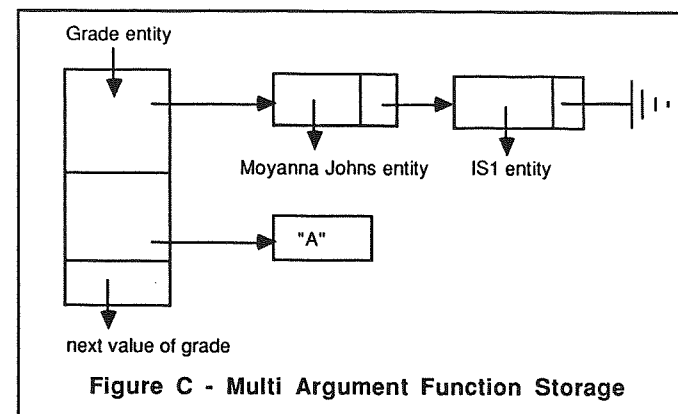 Grade entity
Moyanna Johns entity
IS1 entity
"A"
next value of grade
Figure C - Multi Argument Function Storage